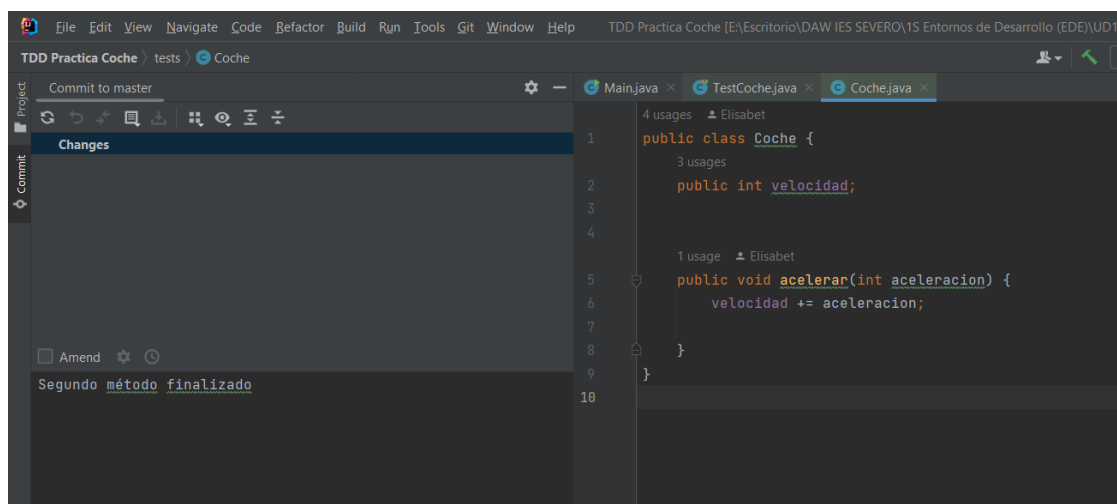 File Edit View Navigate Code Refactor Build Run Tools Git Window Help TDD Practica Coche [E:\Escritorio\DAW IES SEVERO\1S Entornos de Desarrollo (EDE)\UD1
TDD Practica Coche > tests > C Coche
Project
Commit
Commit to master
Changes
Amend
Segundo método finalizado
Main.java TestCoche.java Coche.java
4 usages Elisabet
1 public class Coche {
3 usages
2 public int velocidad;
3
4
1 usage Elisabet
5 public void acelerar(int aceleracion) {
6 velocidad += aceleracion;
7
8 }
9 }
10